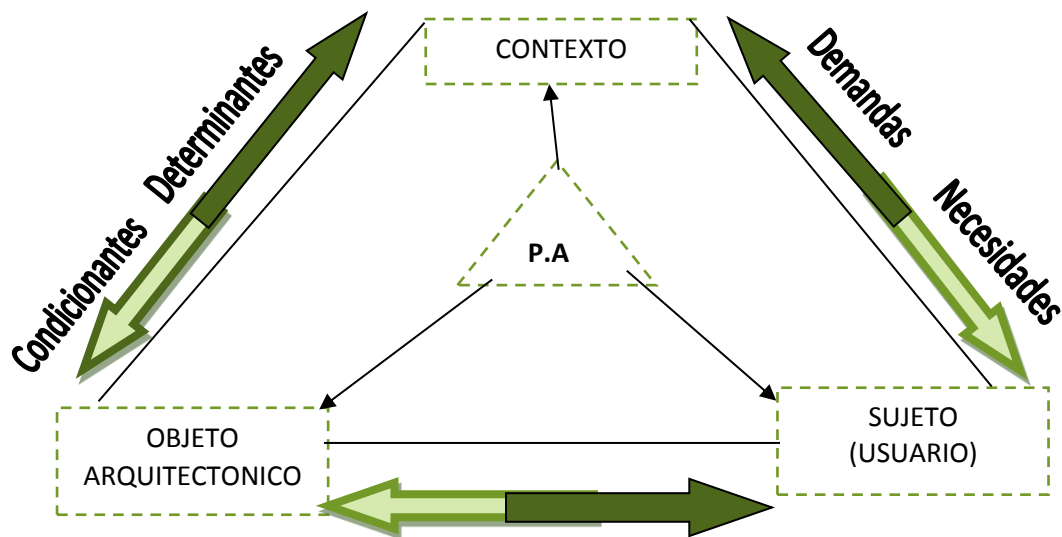 CONTEXTO
Determinantes
Condicionantes
Demandas
Necesidades
P.A
OBJETO
ARQUITECTONICO
SUJETO
(USUARIO)